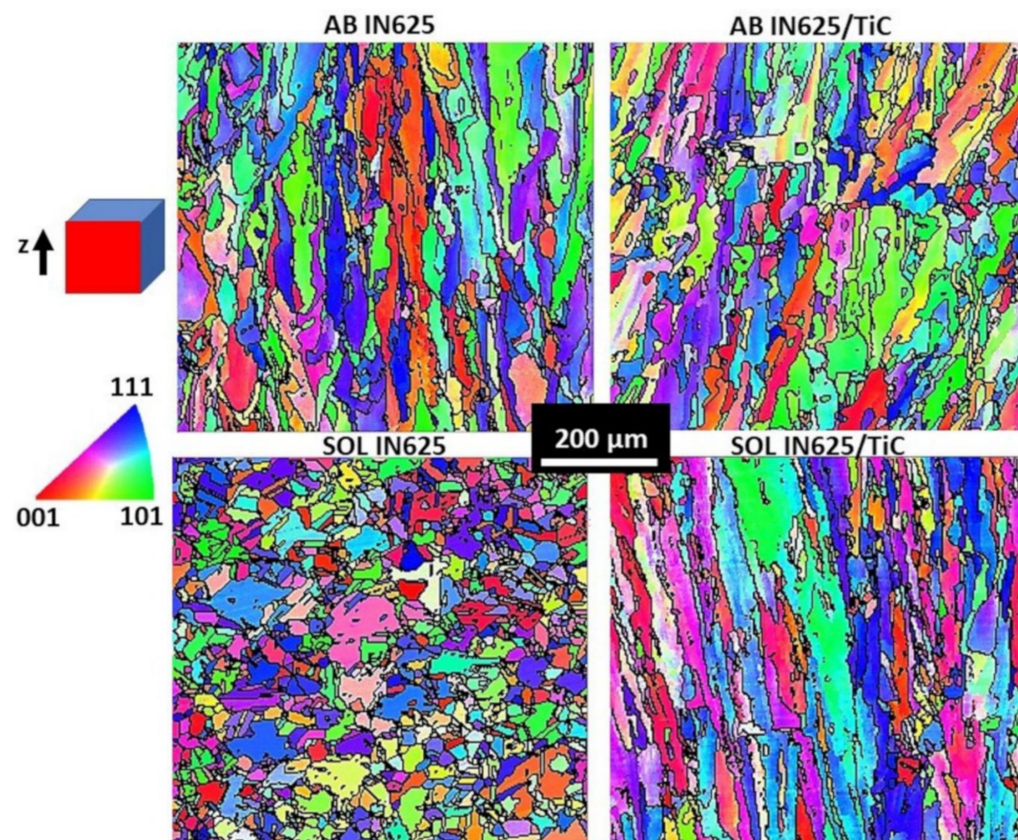 AB IN625
AB IN625/TiC
z
111
001
101
200 µm
SOL IN625
SOL IN625/TiC